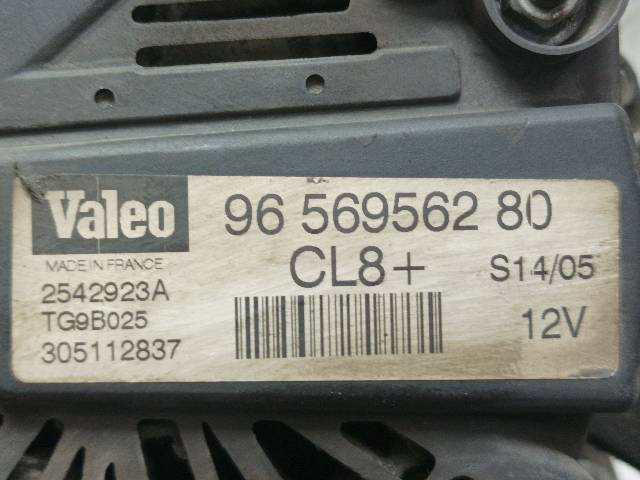 Valeo
96 569562 80
MADE IN FRANCE
CL8+
S14/05
2542923A
TG9B025
12V
305112837